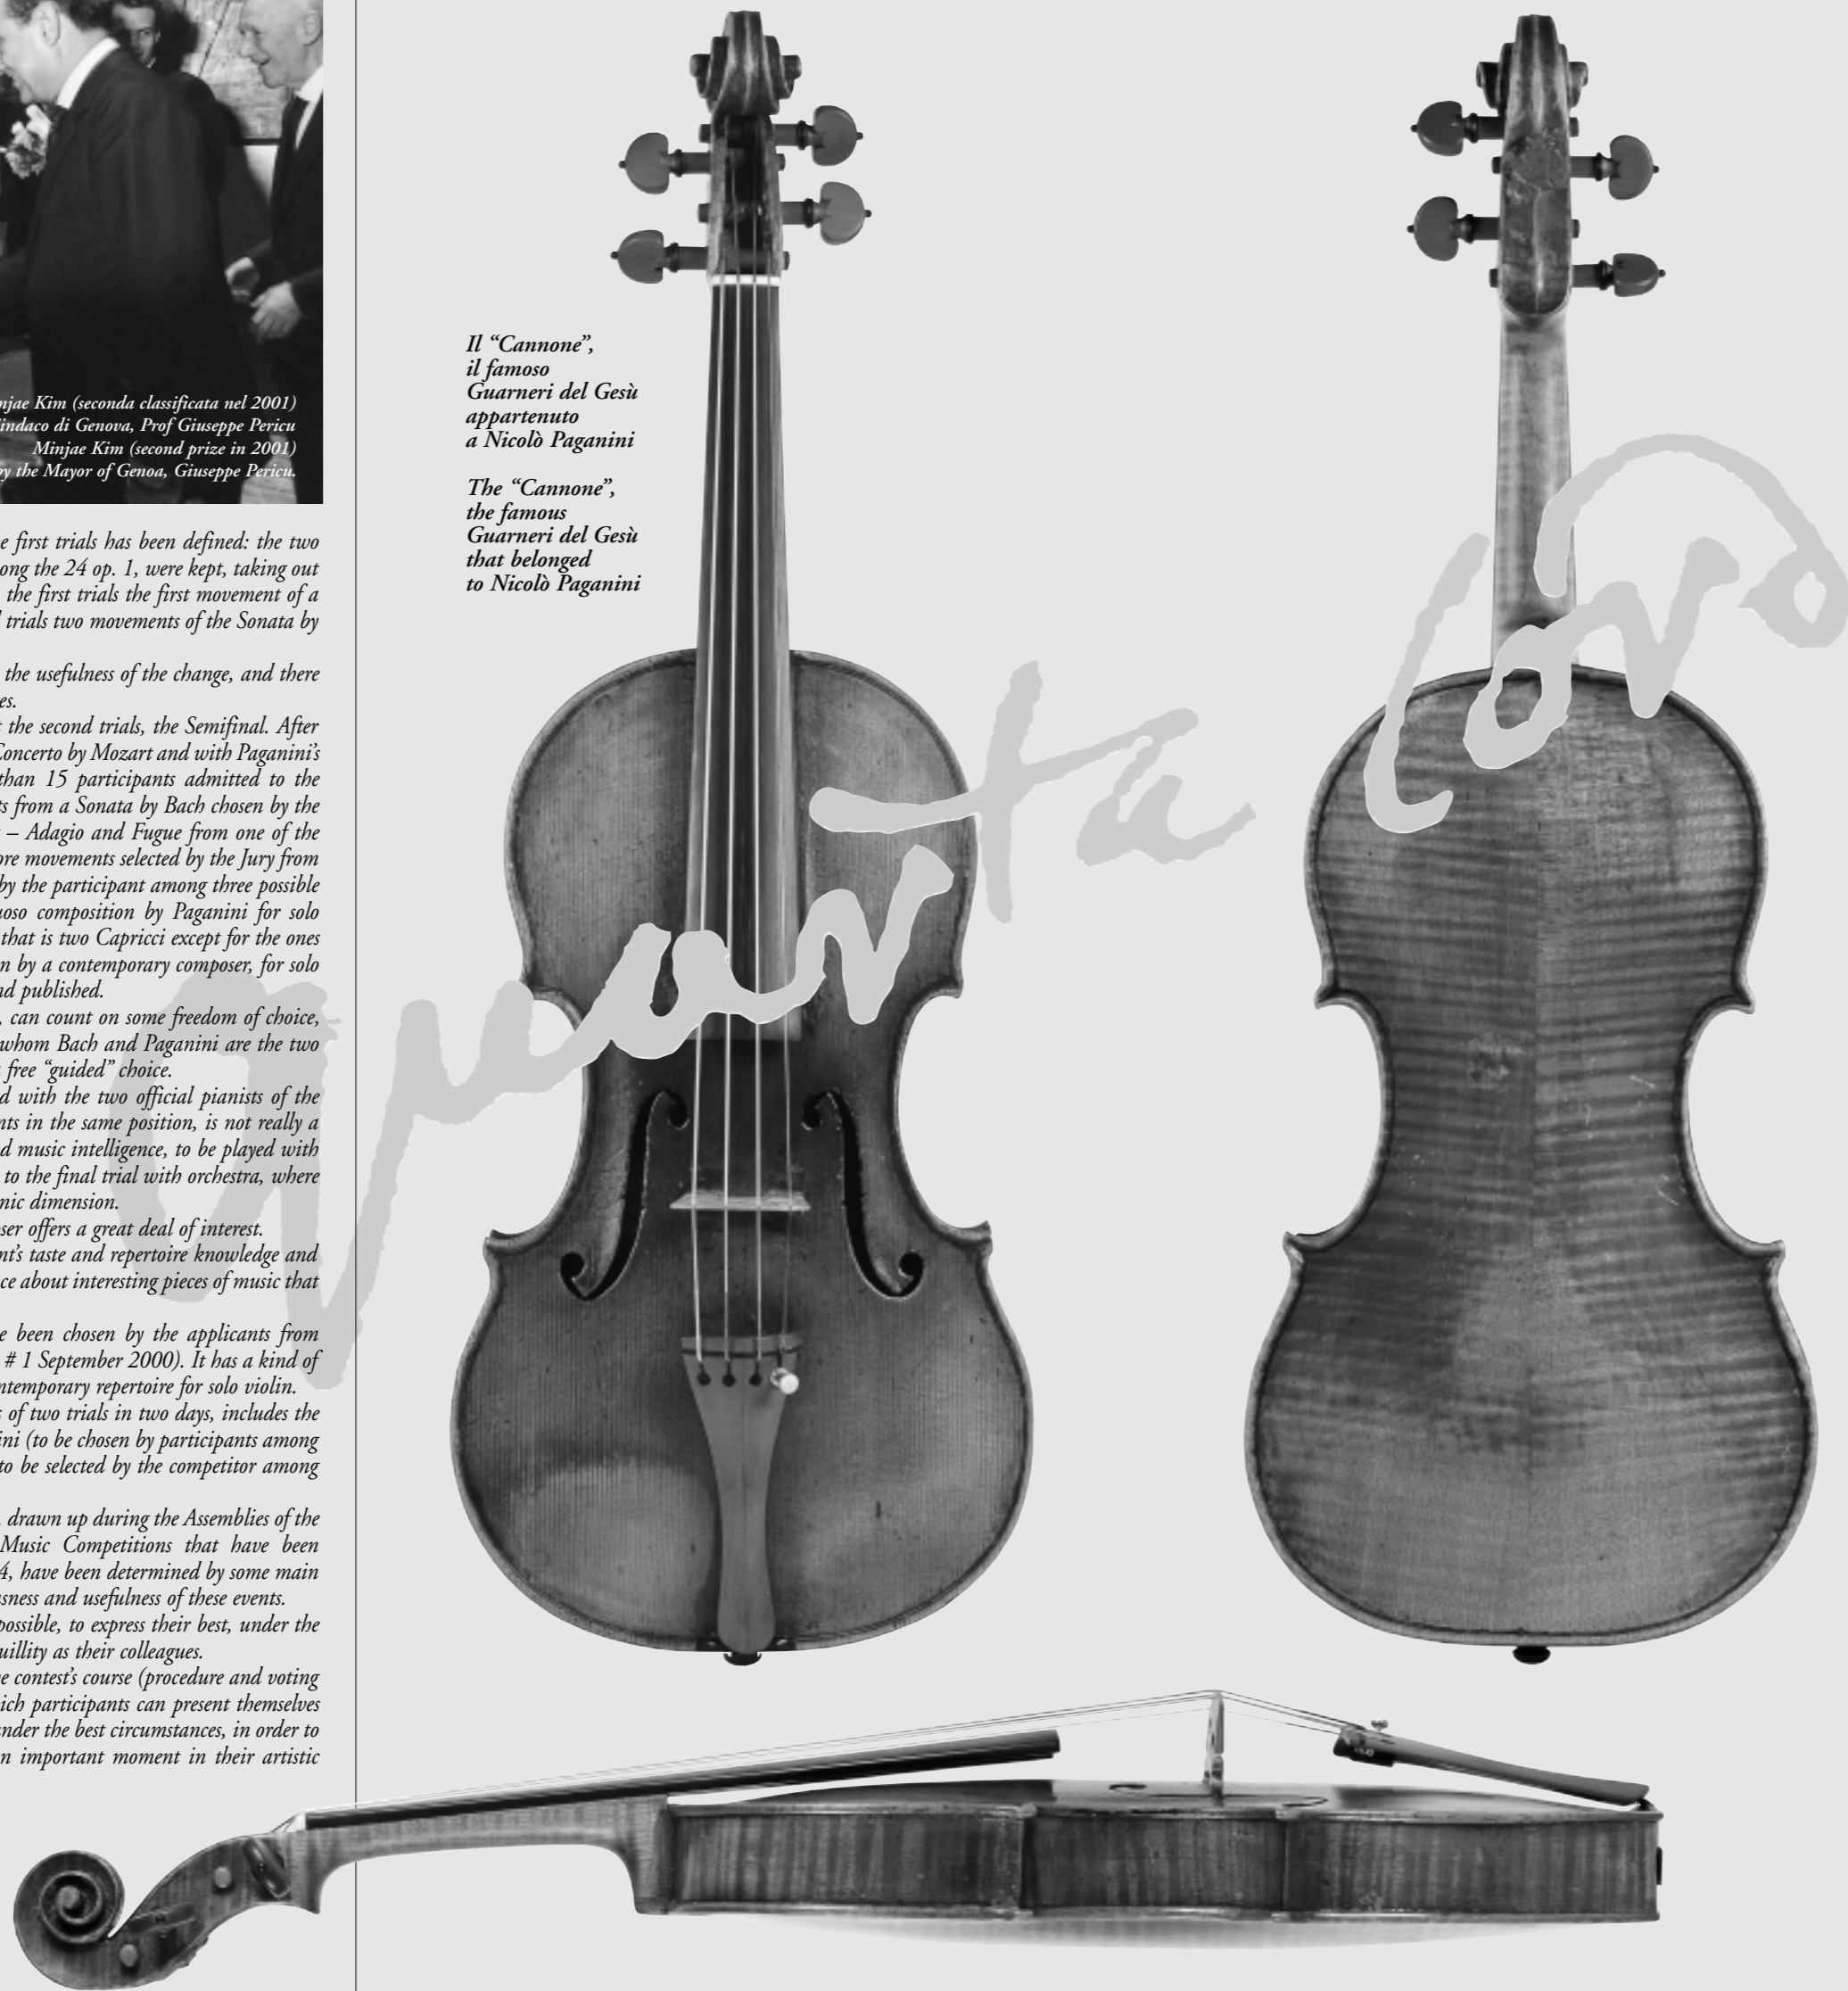 njae Kim (seconda classificata nel 2001)
indaco di Genova, Prof Giuseppe Pericu
Minjae Kim (second prize in 2001)
by the Mayor of Genoa, Giuseppe Pericu.
e first trials has been defined: the two
ong the 24 op. 1, were kept, taking out
the first trials the first movement of a
trials two movements of the Sonata by
the usefulness of the change, and there
es.
the second trials, the Semifinal. After
Concerto by Mozart and with Paganini’s
than 15 participants admitted to the
ts from a Sonata by Bach chosen by the
– Adagio and Fugue from one of the
ore movements selected by the Jury from
by the participant among three possible
uoso composition by Paganini for solo
that is two Capricci except for the ones
n by a contemporary composer, for solo
nd published.
, can count on some freedom of choice,
whom Bach and Paganini are the two
free “guided” choice.
d with the two official pianists of the
nts in the same position, is not really a
d music intelligence, to be played with
to the final trial with orchestra, where
nic dimension.
oser offers a great deal of interest.
nt’s taste and repertoire knowledge and
ce about interesting pieces of music that
e been chosen by the applicants from
# 1 September 2000). It has a kind of
ntemporary repertoire for solo violin.
s of two trials in two days, includes the
ini (to be chosen by participants among
to be selected by the competitor among
drawn up during the Assemblies of the
Music Competitions that have been
4, have been determined by some main
usness and usefulness of these events.
possible, to express their best, under the
uillity as their colleagues.
e contest’s course (procedure and voting
ich participants can present themselves
under the best circumstances, in order to
n important moment in their artistic
Il “Cannone”,
il famoso
Guarneri del Gesù
appartenuto
a Nicolò Paganini
The “Cannone”,
the famous
Guarneri del Gesù
that belonged
to Nicolò Paganini